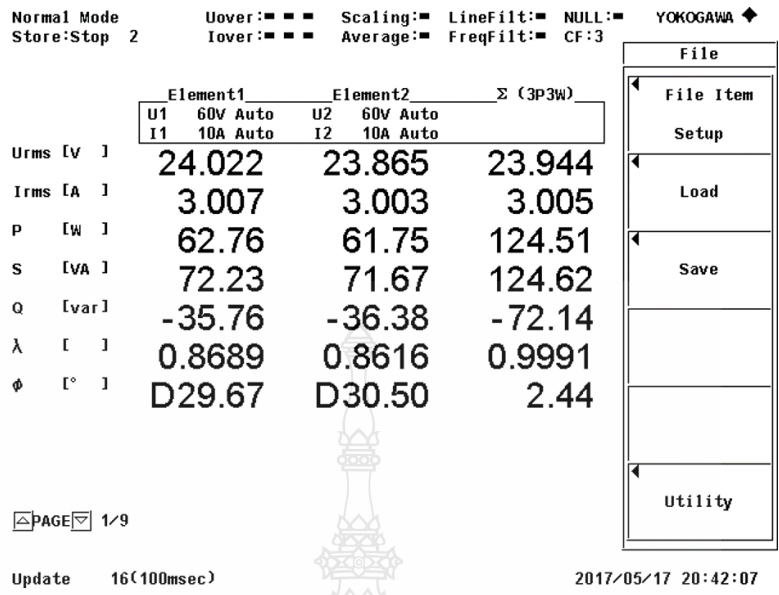 Normal Mode Uover:■ ■ ■ Scaling:■ LineFilt:■ NULL:■ YOKOGAWA ◆
Store:Stop 2 Iover:■ ■ ■ Average:■ FreqFilt:■ CF:3
File
Element1 Element2 Σ (3P3W)
U1 60V Auto U2 60V Auto
I1 10A Auto I2 10A Auto
Urms [V ] 24.022 23.865 23.944
Irms [A ] 3.007 3.003 3.005
P [W ] 62.76 61.75 124.51
S [VA ] 72.23 71.67 124.62
Q [var] -35.76 -36.38 -72.14
λ [ ] 0.8689 0.8616 0.9991
ϕ [° ] D29.67 D30.50 2.44
File Item
Setup
Load
Save
Utility
△PAGE▽ 1/9
Update 16(100msec) 2017/05/17 20:42:07